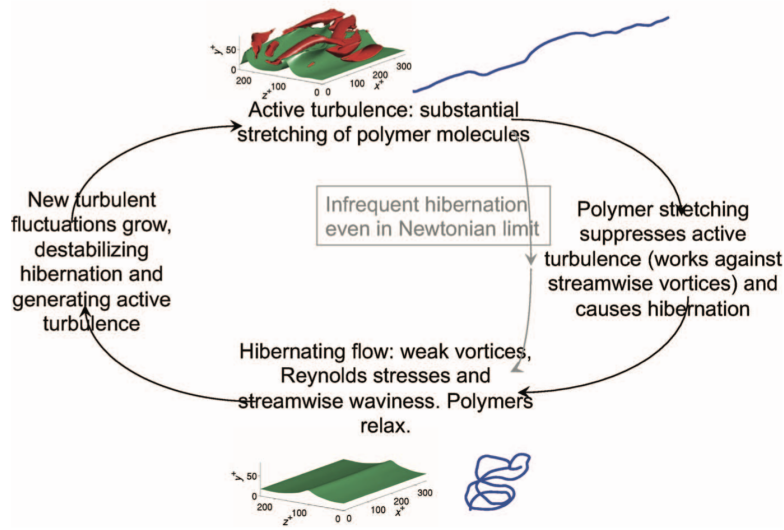 y+
50
0
200
100
0
z+
0
100
200
300
x+
Active turbulence: substantial
stretching of polymer molecules
New turbulent
fluctuations grow,
destabilizing
hibernation and
generating active
turbulence
Infrequent hibernation
even in Newtonian limit
Polymer stretching
suppresses active
turbulence (works against
streamwise vortices) and
causes hibernation
Hibernating flow: weak vortices,
Reynolds stresses and
streamwise waviness. Polymers
relax.
y+
50
0
200
100
0
z+
0
100
200
300
x+